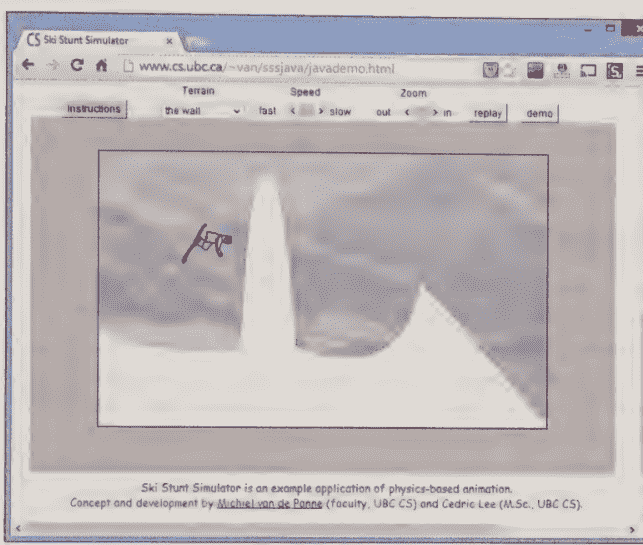 CS Ski Stunt Simulator ×
www.cs.ubc.ca/~van/sssjava/javademo.html
Terrain Speed Zoom
instructions the wall fast < > slow out < > in replay demo
Ski Stunt Simulator is an example application of physics-based animation.
Concept and development by Michiel van de Panne (faculty, UBC CS) and Cedric Lee (M.Sc., UBC CS).